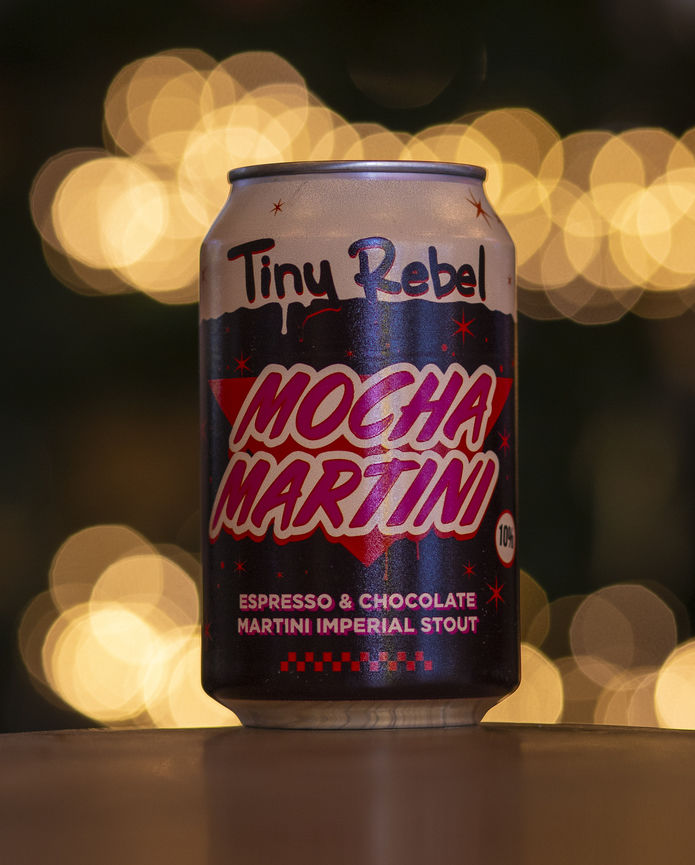 Tiny Rebel
MOCHA
MARTINI
10%
ESPRESSO & CHOCOLATE
MARTINI IMPERIAL STOUT